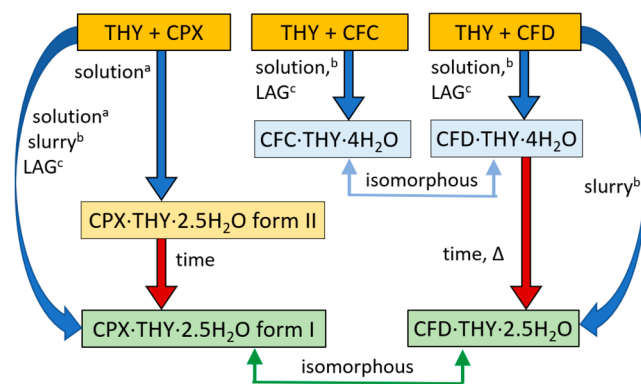 THY + CPX
THY + CFC
THY + CFD
solutionᵃ
solution,ᵇ
LAGᶜ
solution,ᵇ
LAGᶜ
solutionᵃ
slurryᵇ
LAGᶜ
CFC·THY·4H₂O
CFD·THY·4H₂O
isomorphous
slurryᵇ
CPX·THY·2.5H₂O form II
time
time, Δ
CPX·THY·2.5H₂O form I
CFD·THY·2.5H₂O
isomorphous